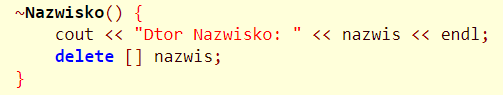 ~Nazwisko() {
    cout << "Dtor Nazwisko: " << nazwis << endl;
    delete [] nazwis;
}